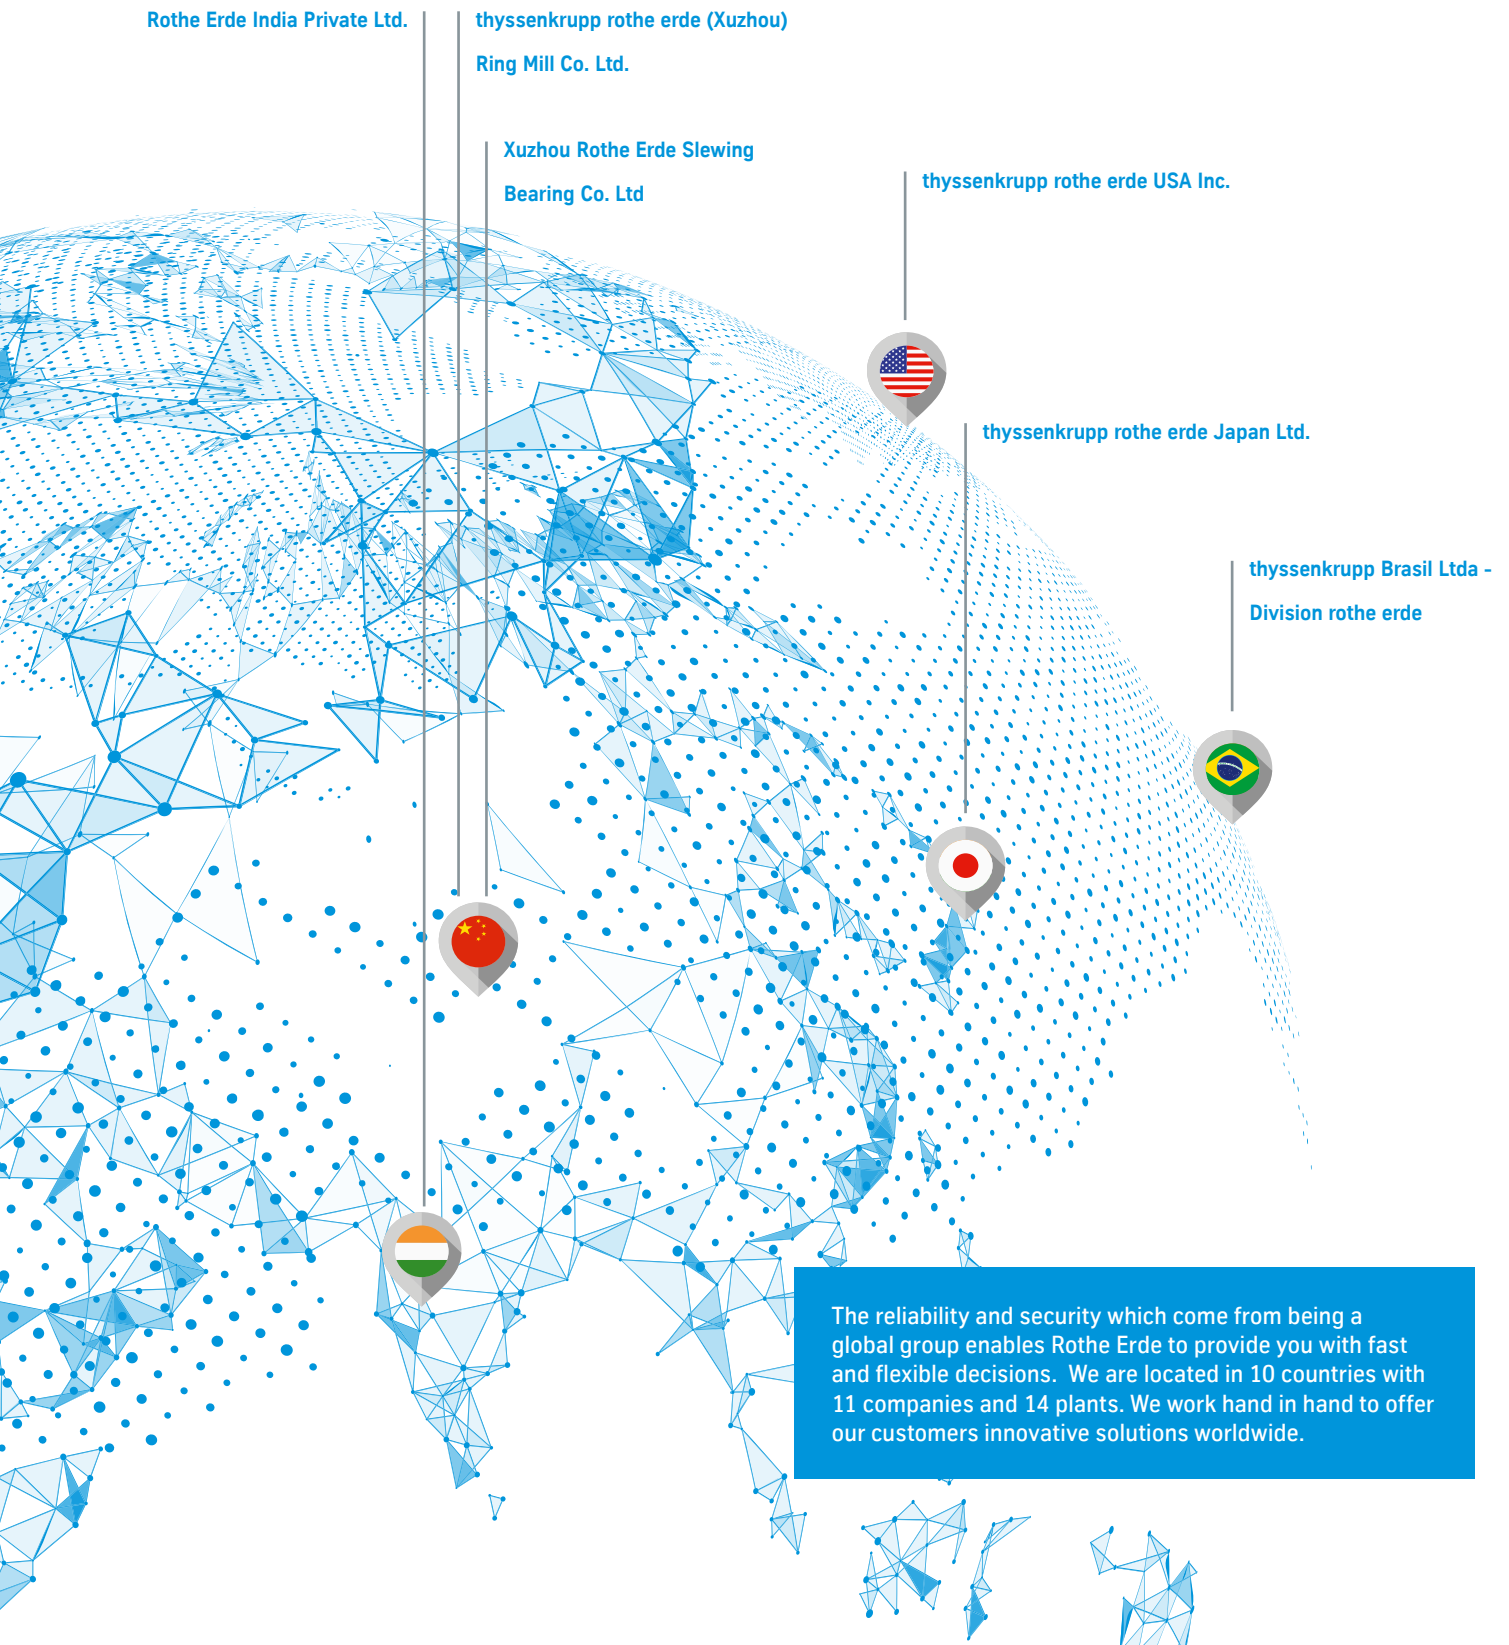 Rothe Erde India Private Ltd.
thyssenkrupp rothe erde (Xuzhou)
Ring Mill Co. Ltd.
Xuzhou Rothe Erde Slewing
Bearing Co. Ltd
thyssenkrupp rothe erde USA Inc.
thyssenkrupp rothe erde Japan Ltd.
thyssenkrupp Brasil Ltda -
Division rothe erde
The reliability and security which come from being a
global group enables Rothe Erde to provide you with fast
and flexible decisions.  We are located in 10 countries with
11 companies and 14 plants. We work hand in hand to offer
our customers innovative solutions worldwide.